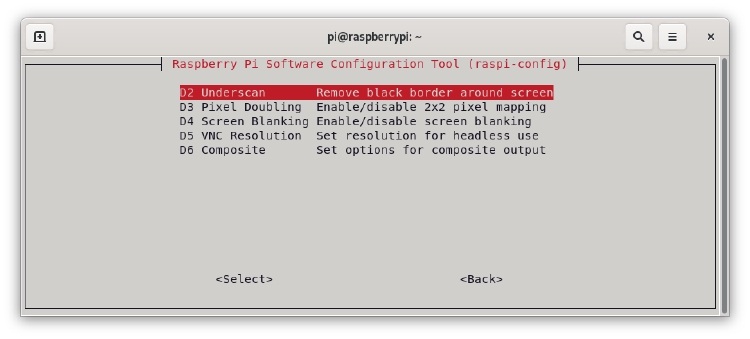 pi@raspberrypi: ~
Raspberry Pi Software Configuration Tool (raspi-config)
D2 Underscan Remove black border around screen
D3 Pixel Doubling Enable/disable 2x2 pixel mapping
D4 Screen Blanking Enable/disable screen blanking
D5 VNC Resolution Set resolution for headless use
D6 Composite Set options for composite output
<Select> <Back>